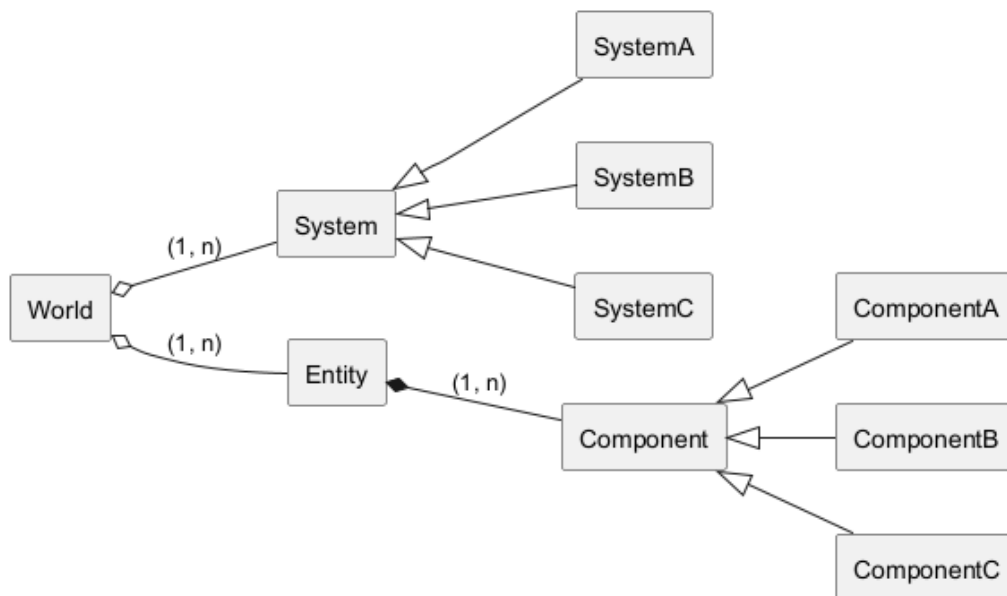 SystemA
SystemB
System
(1, n)
SystemC
World
ComponentA
(1, n)
Entity
(1, n)
Component
ComponentB
ComponentC